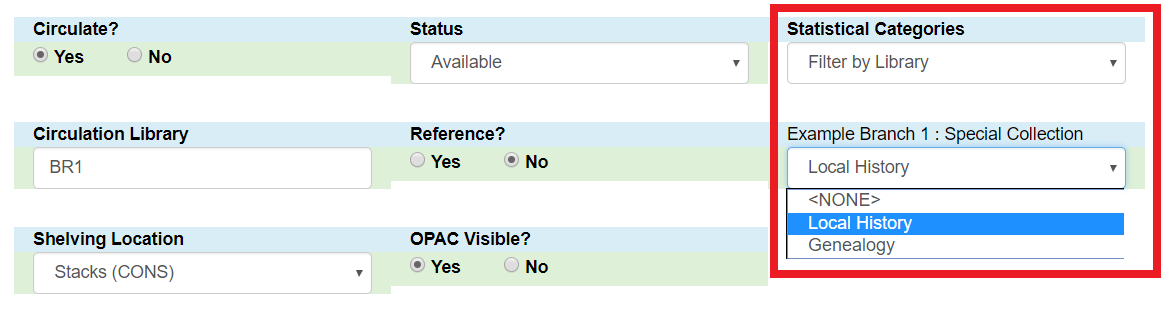 Circulate?
Yes No
Status
Available
Statistical Categories
Filter by Library
Circulation Library
BR1
Reference?
Yes No
Example Branch 1 : Special Collection
Local History
<NONE>
Local History
Genealogy
Shelving Location
Stacks (CONS)
OPAC Visible?
Yes No